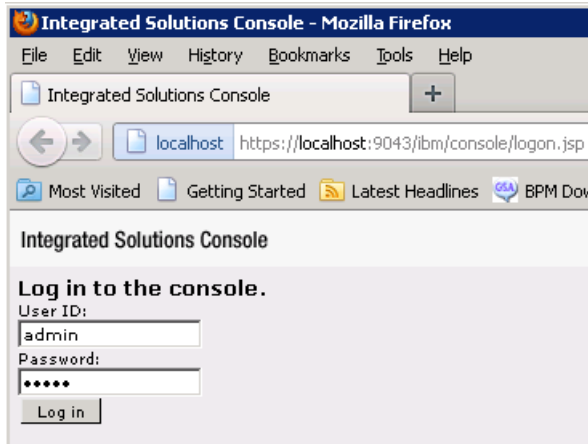 Integrated Solutions Console - Mozilla Firefox
File Edit View History Bookmarks Tools Help
Integrated Solutions Console +
localhost https://localhost:9043/ibm/console/logon.jsp
Most Visited Getting Started Latest Headlines GSA BPM Dow
Integrated Solutions Console
Log in to the console.
User ID:
admin
Password:
•••••
Log in